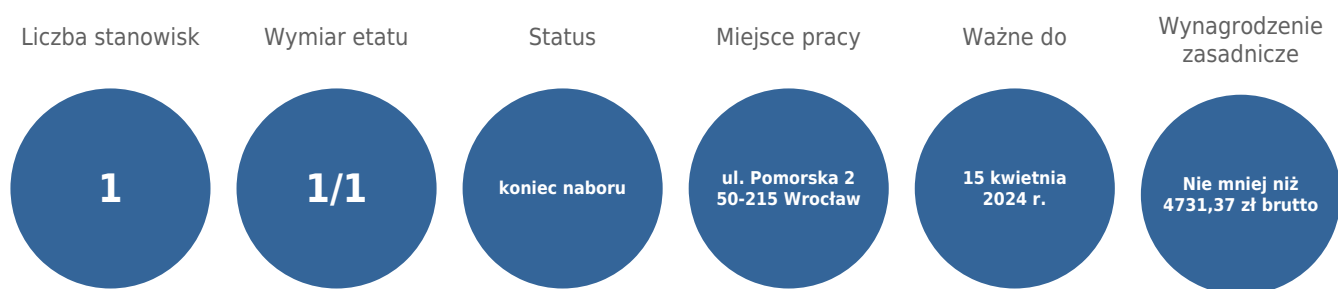 Liczba stanowisk
1
Wymiar etatu
1/1
Status
koniec naboru
Miejsce pracy
ul. Pomorska 2
50-215 Wrocław
Ważne do
15 kwietnia
2024 r.
Wynagrodzenie
zasadnicze
Nie mniej niż
4731,37 zł brutto